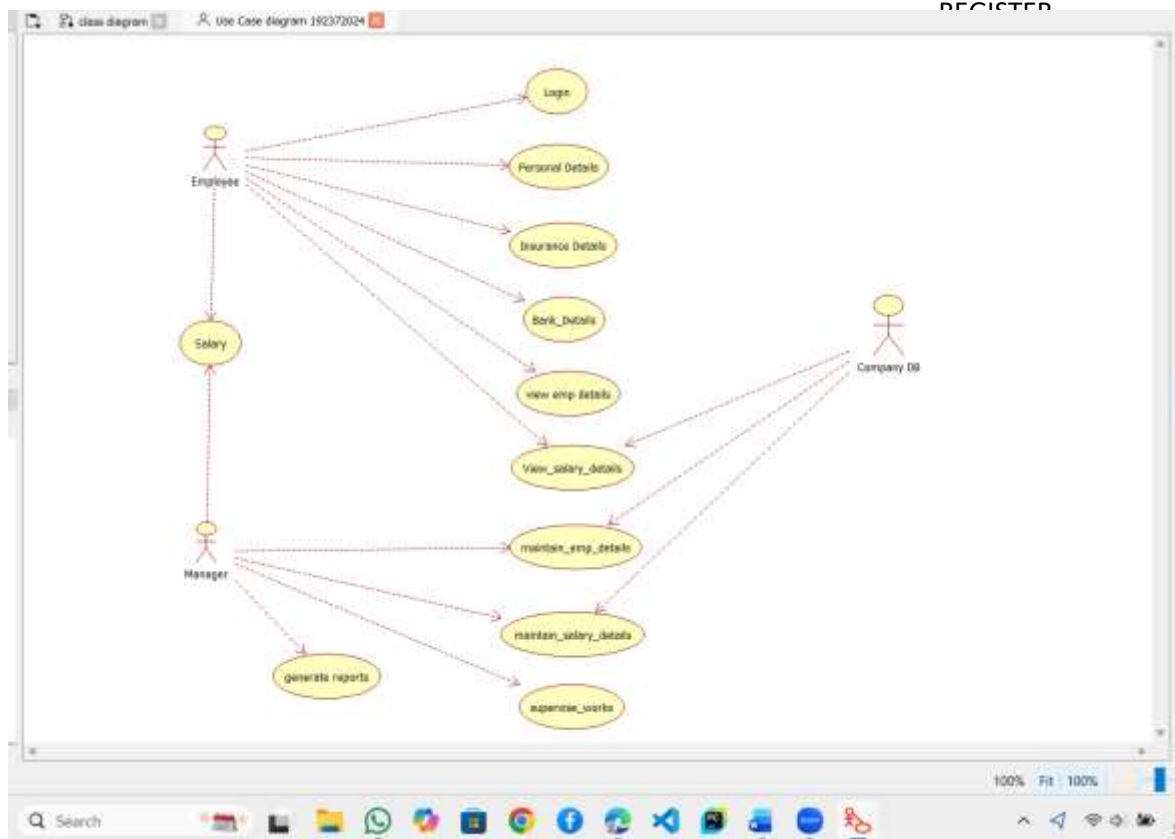 REGISTER
class diagram
Use Case diagram 192372024
Login
Employee
Personal Details
Insurance Details
Bank_Details
Salary
Company DB
view emp details
View_salary_details
Manager
maintain_emp_details
maintain_salary_details
generate reports
supervise_works
100% Fit 100%
Search